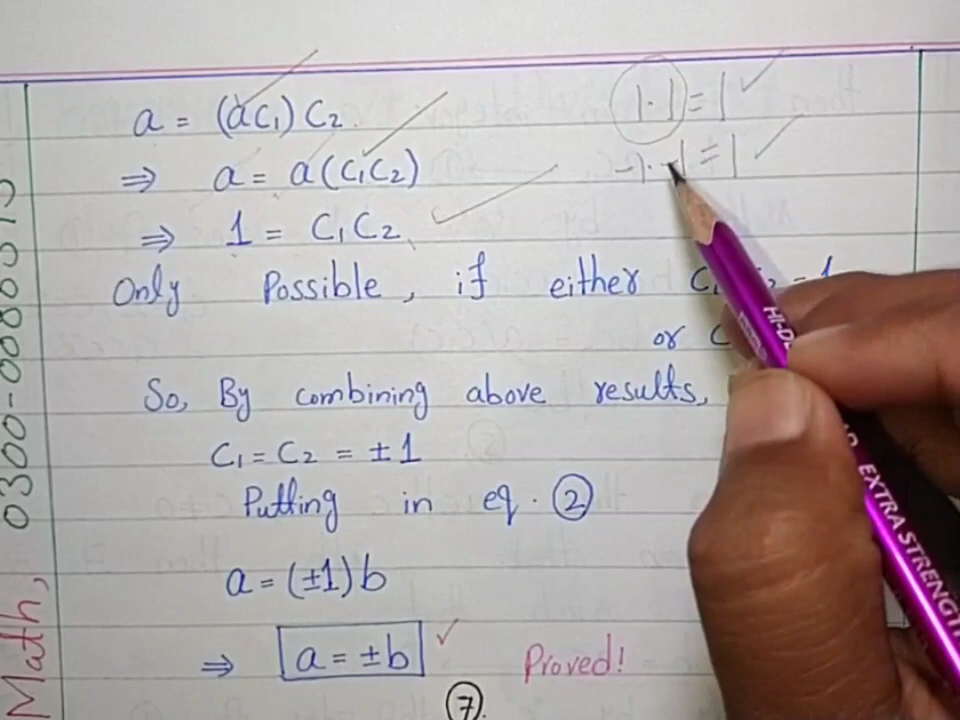 a = (aC₁)C₂
1·1 = 1 ✓
⇒ a = a(C₁C₂)
-1·-1 = 1 ✓
⇒ 1 = C₁C₂
Only Possible, if either
or
So, By combining above results,
C₁ = C₂ = ±1
Putting in eq. ②
a = (±1)b
⇒ a = ±b ✓ Proved!
⑦
Math,
EXTRA STRENGTH